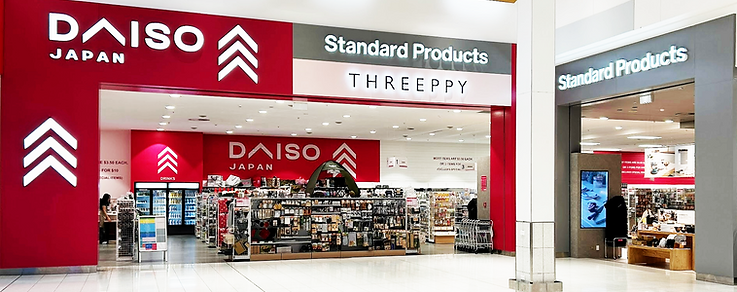 DAISO
JAPAN
Standard Products
THREEPPY
Standard Products
DAISO
JAPAN
DRINKS